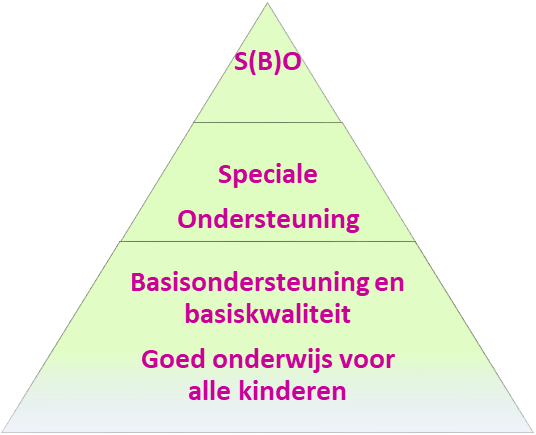 S(B)O
Speciale
Ondersteuning
Basisondersteuning en
basiskwaliteit
Goed onderwijs voor
alle kinderen